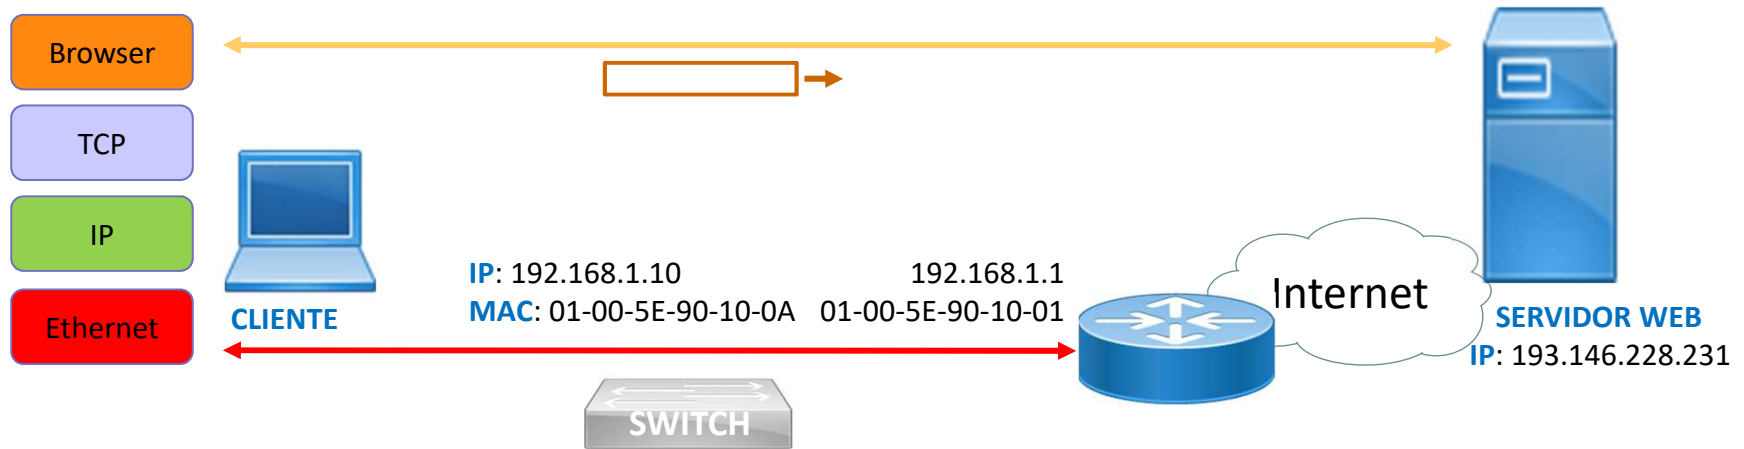 Browser
TCP
IP
Ethernet
CLIENTE
IP: 192.168.1.10
MAC: 01-00-5E-90-10-0A
192.168.1.1
01-00-5E-90-10-01
SWITCH
Internet
SERVIDOR WEB
IP: 193.146.228.231